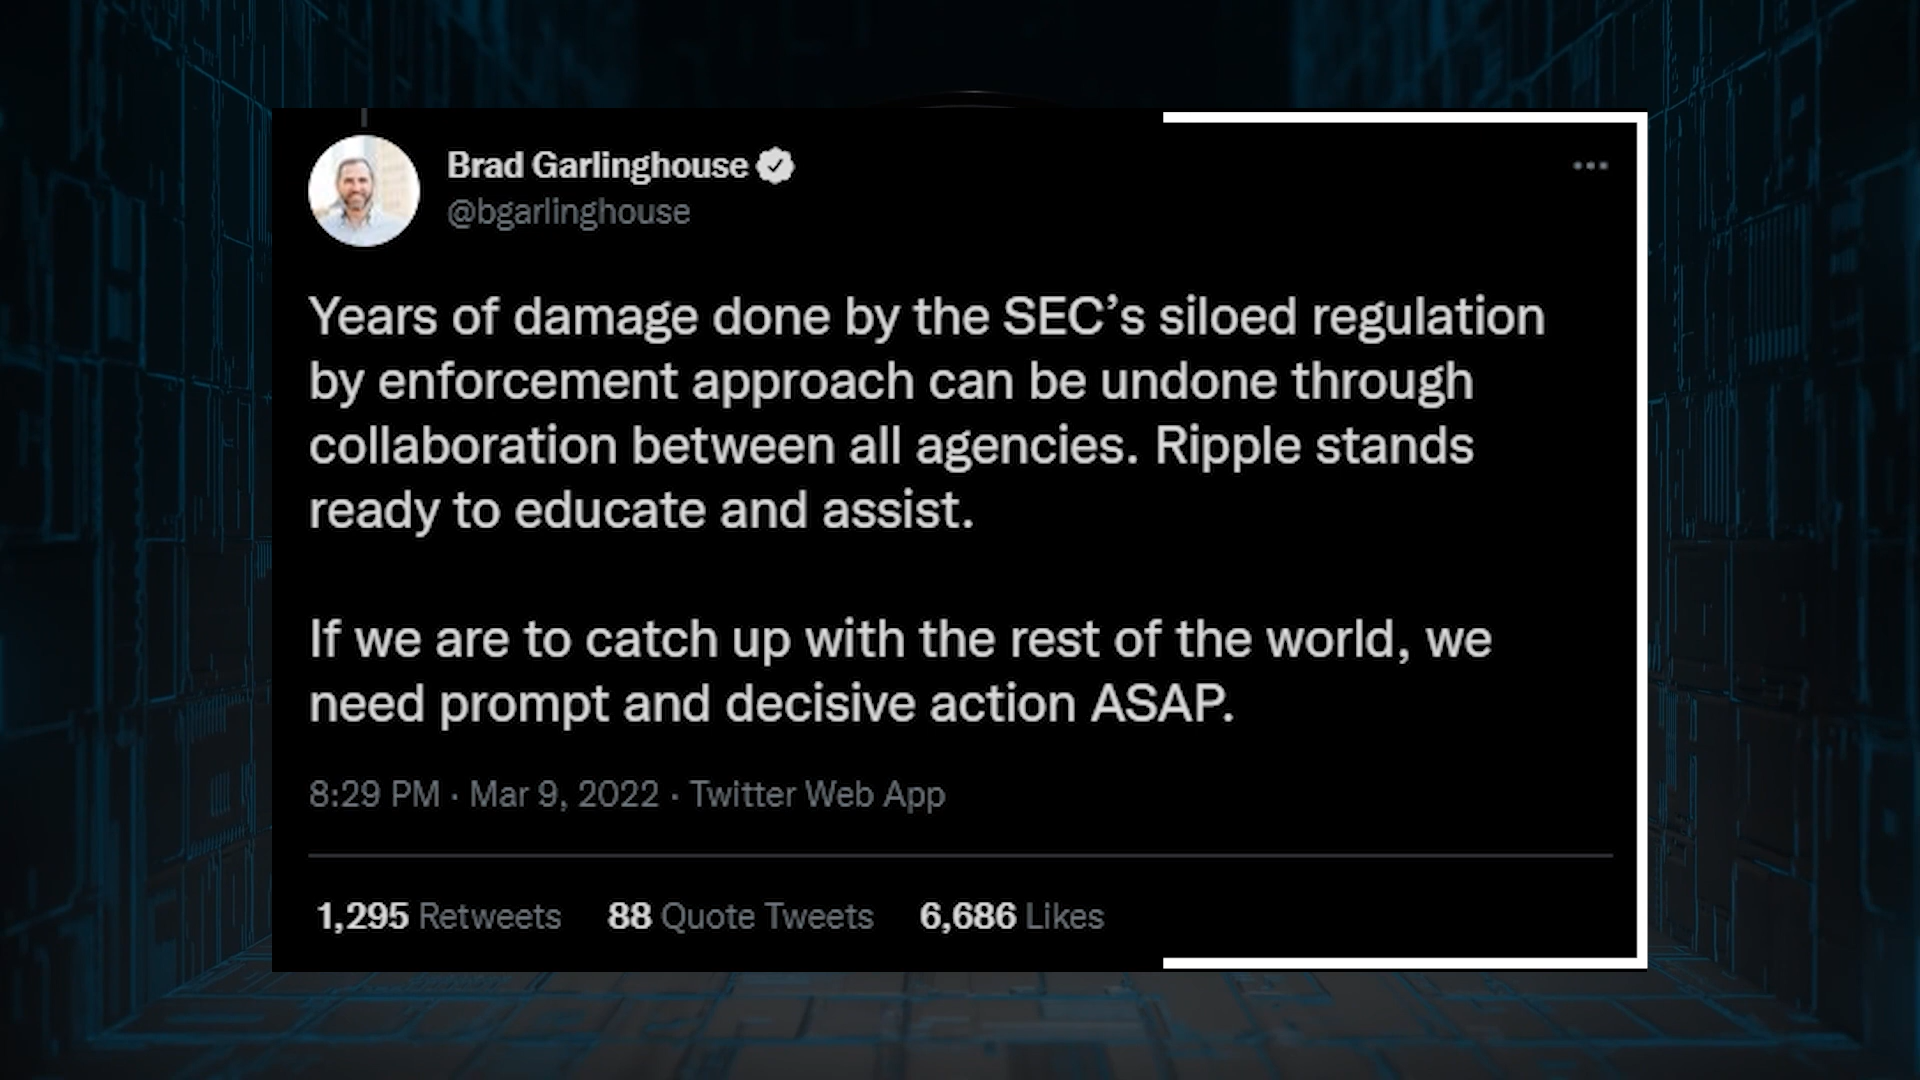 Brad Garlinghouse
@bgarlinghouse
Years of damage done by the SEC’s siloed regulation
by enforcement approach can be undone through
collaboration between all agencies. Ripple stands
ready to educate and assist.
If we are to catch up with the rest of the world, we
need prompt and decisive action ASAP.
8:29 PM · Mar 9, 2022 · Twitter Web App
1,295 Retweets 88 Quote Tweets 6,686 Likes